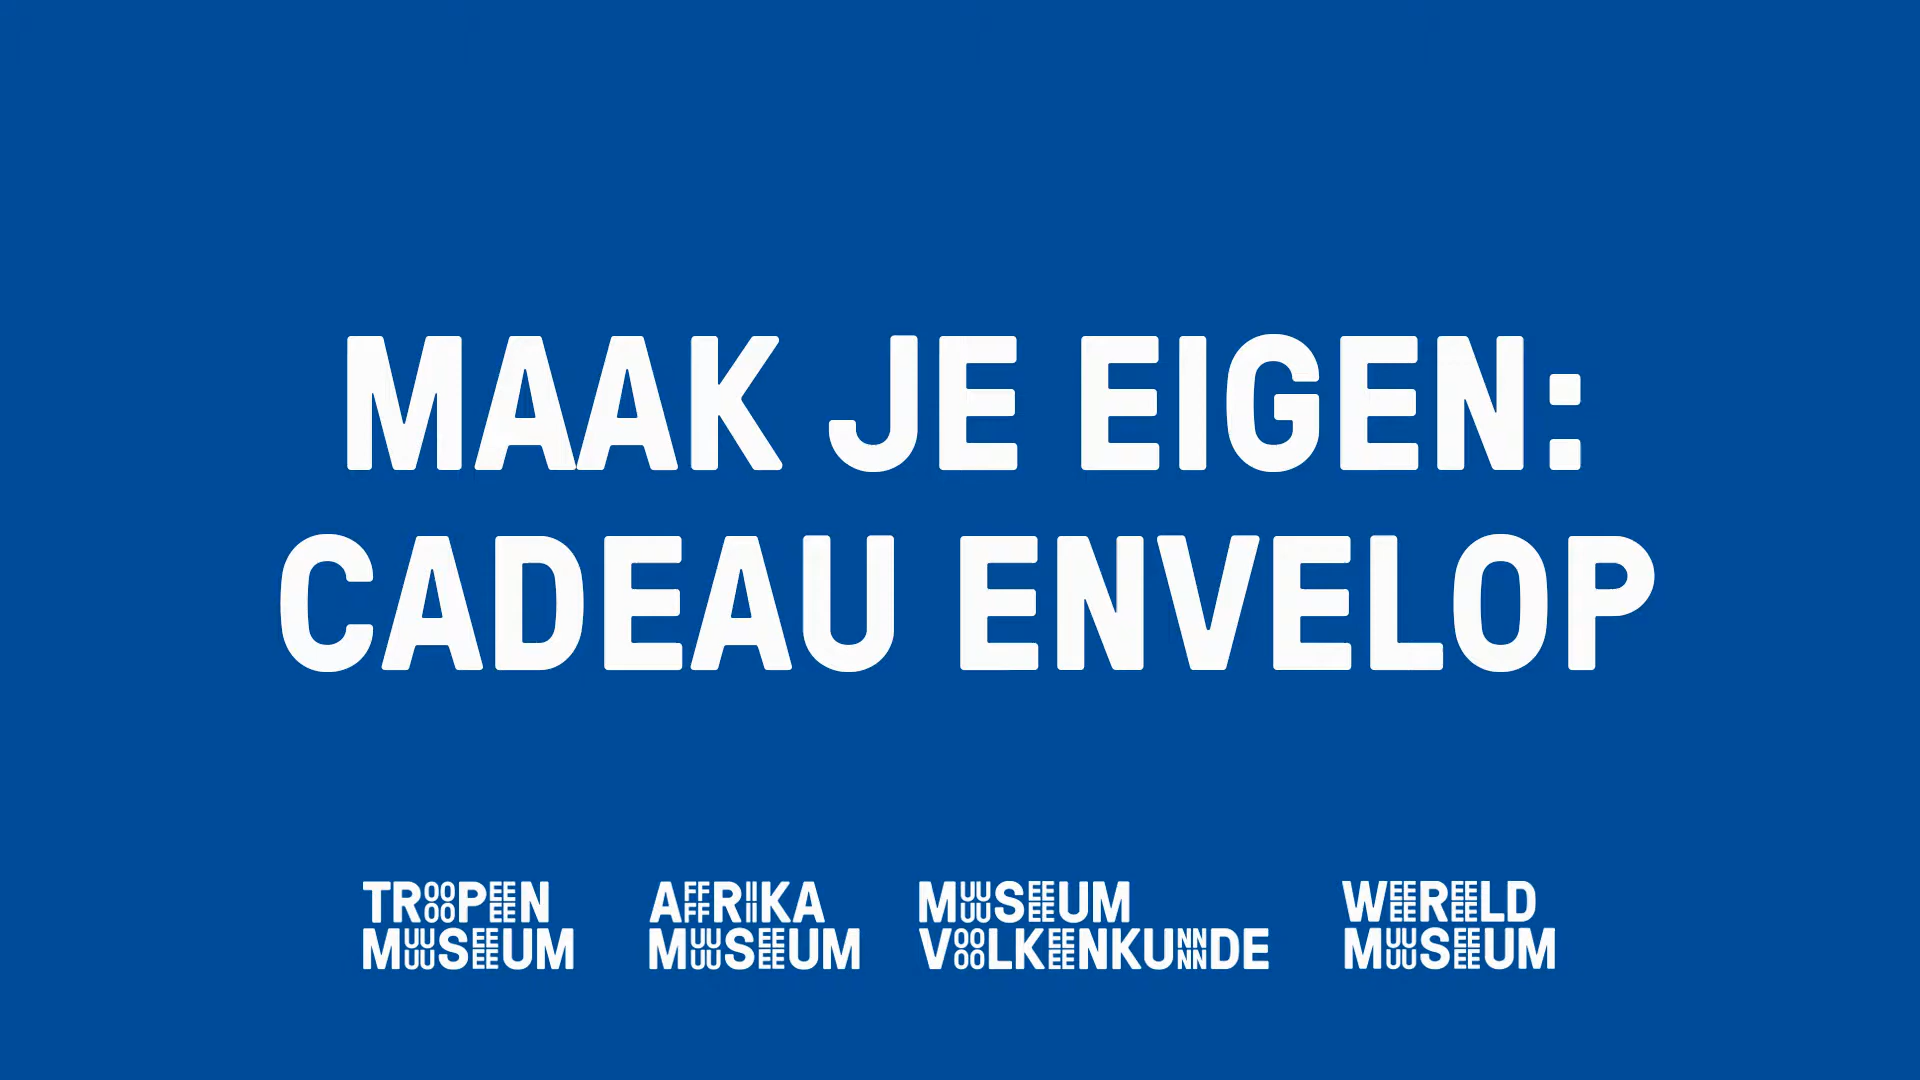 MAAK JE EIGEN:
CADEAU ENVELOP
TROPEN MUSEUM
AFRIKA MUSEUM
MUSEUM VOLKENKUNDE
WERELD MUSEUM